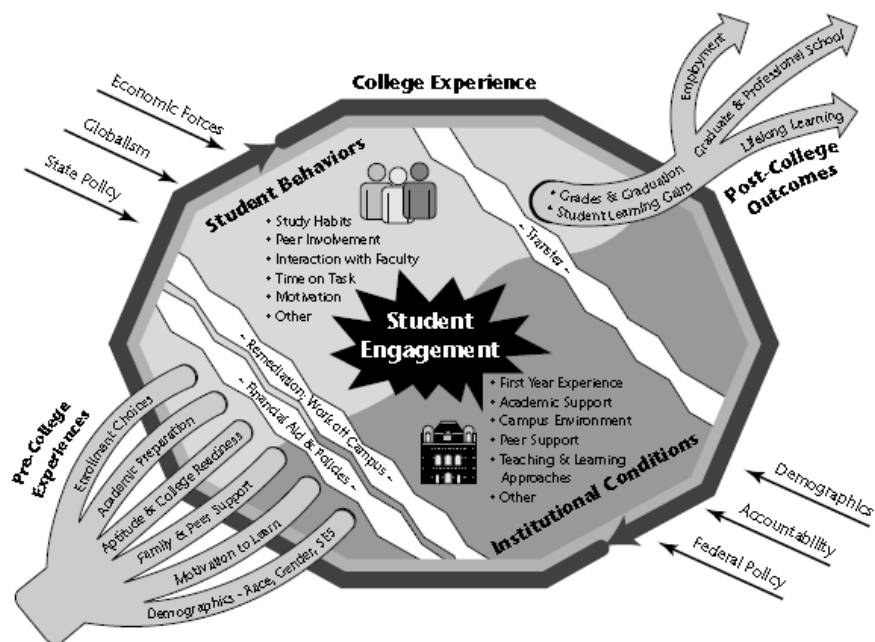 College Experience
Economic Forces
Globalism
State Policy
Student Behaviors
• Study Habits
• Peer Involvement
• Interaction with Faculty
• Time on Task
• Motivation
• Other
Employment
Graduate & Professional School
Lifelong Learning
• Grades & Graduation
• Student Learning Gains
Post-College
Outcomes
~ Transfer ~
Student
Engagement
~ Remediation; Work off Campus ~
~ Financial Aid & Policies ~
• First Year Experience
• Academic Support
• Campus Environment
• Peer Support
• Teaching & Learning
Approaches
• Other
Institutional Conditions
Pre-College
Experiences
Enrollment Choices
Academic Preparation
Aptitude & College Readiness
Family & Peer Support
Motivation to Learn
Demographics - Race, Gender, SES
Demographics
Accountability
Federal Policy